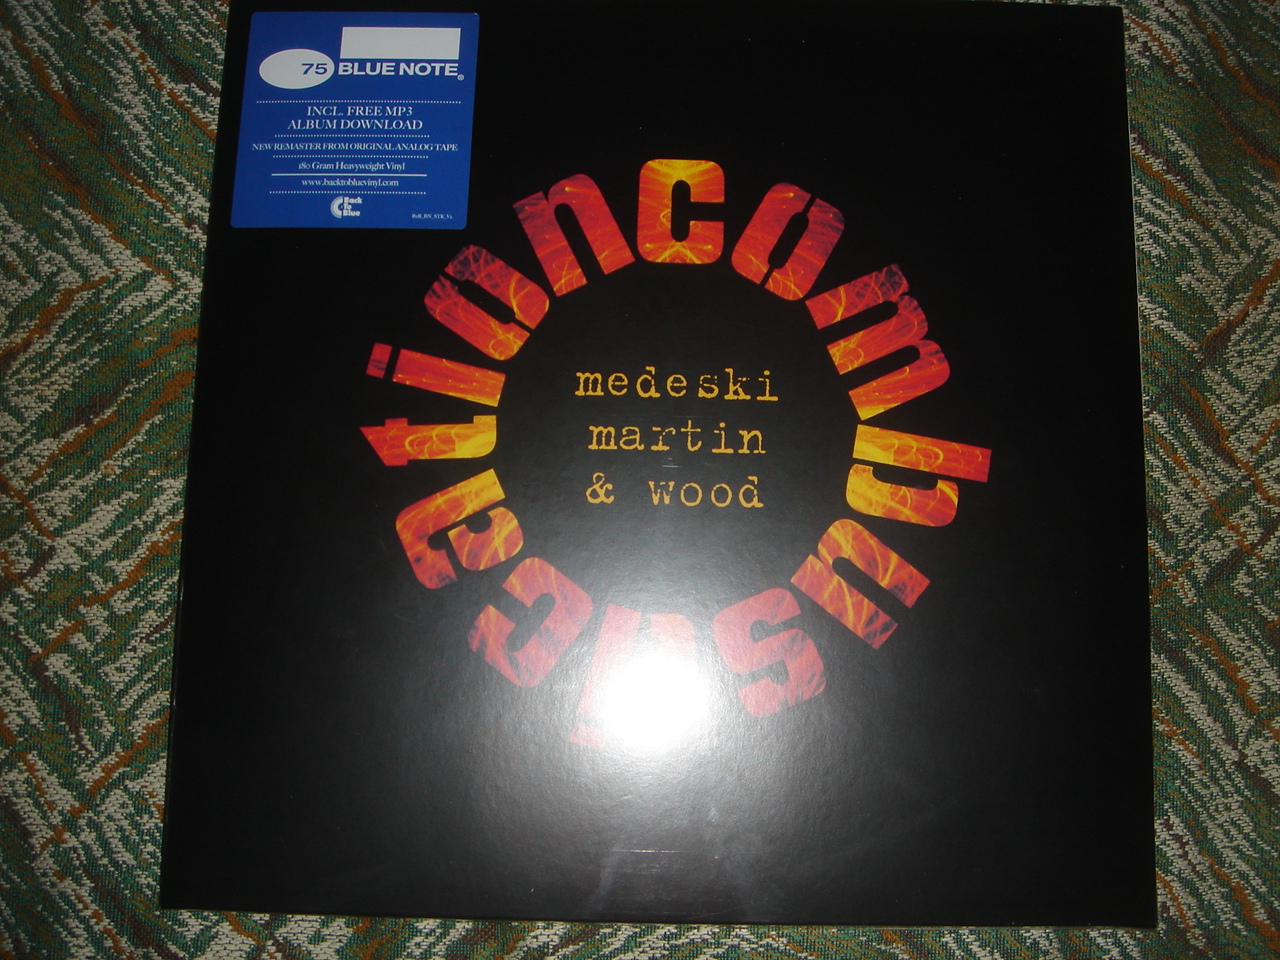 75 BLUE NOTE®
INCL. FREE MP3
ALBUM DOWNLOAD
NEW REMASTER FROM ORIGINAL ANALOG TAPE
180 Gram Heavyweight Vinyl
www.backtobluevinyl.com
Back
To
Blue
combustication
medeski
martin
& wood